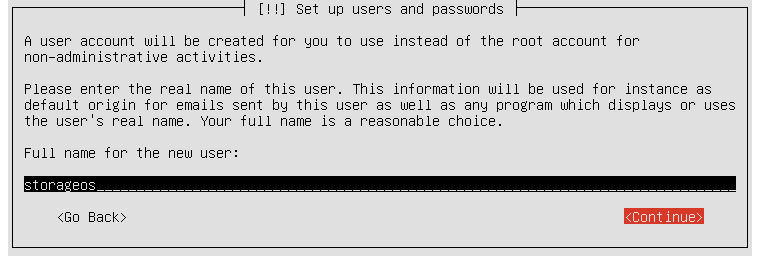 [!!] Set up users and passwords
A user account will be created for you to use instead of the root account for
non-administrative activities.
Please enter the real name of this user. This information will be used for instance as
default origin for emails sent by this user as well as any program which displays or uses
the user's real name. Your full name is a reasonable choice.
Full name for the new user:
storageos
<Go Back> <Continue>